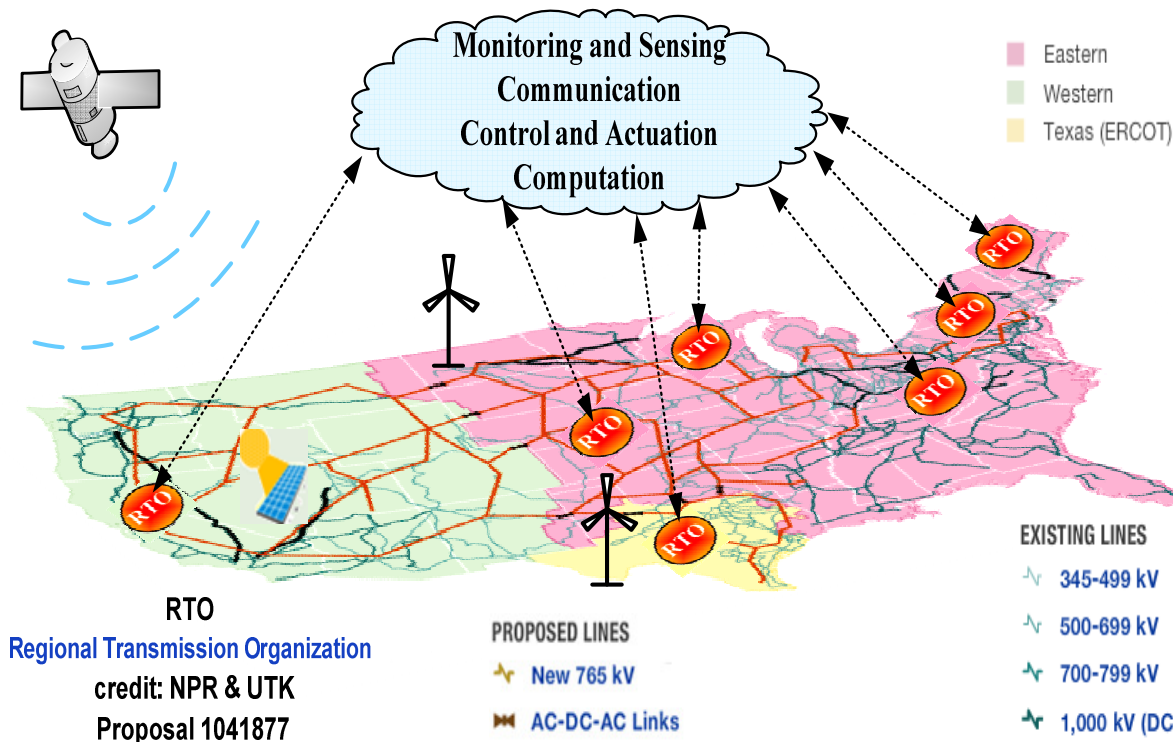 Monitoring and Sensing
Communication
Control and Actuation
Computation
Eastern
Western
Texas (ERCOT)
RTO
RTO
RTO
RTO
RTO
RTO
RTO
RTO
Regional Transmission Organization
credit: NPR & UTK
Proposal 1041877
PROPOSED LINES
New 765 kV
AC-DC-AC Links
EXISTING LINES
345-499 kV
500-699 kV
700-799 kV
1,000 kV (DC